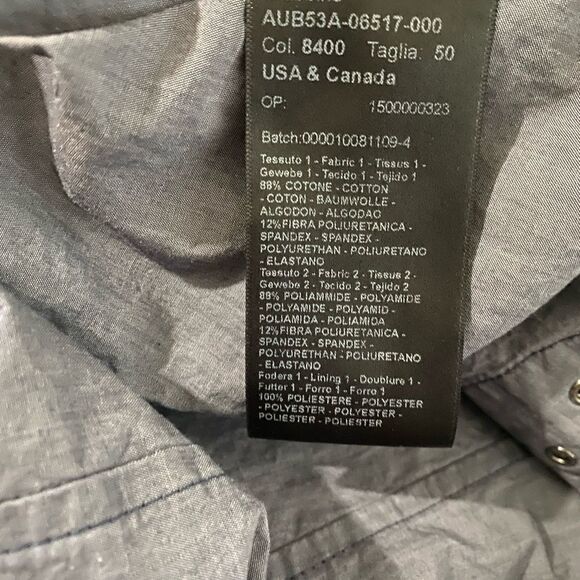 AUB53A-06517-000
Col. 8400 Taglia: 50
USA & Canada
OP: 1500000323
Batch:000010081109-4
Tessuto 1 - Fabric 1 - Tissus 1 -
Gewebe 1 - Tecido 1 - Tejido 1
88% COTONE - COTTON
- COTON - BAUMWOLLE -
ALGODON - ALGODAO
12%FIBRA POLIURETANICA -
SPANDEX - SPANDEX -
POLYURETHAN - POLIURETANO
- ELASTANO
Tessuto 2 - Fabric 2 - Tissus 2 -
Gewebe 2 - Tecido 2 - Tejido 2
88% POLIAMMIDE - POLYAMIDE
- POLYAMIDE - POLYAMID -
POLIAMIDA - POLIAMIDA
12%FIBRA POLIURETANICA -
SPANDEX - SPANDEX -
POLYURETHAN - POLIURETANO
- ELASTANO
Fodera 1 - Lining 1 - Doublure 1 -
Futter 1 - Forro 1 - Forro 1
100% POLIESTERE - POLYESTER
- POLYESTER - POLYESTER -
POLIESTER - POLIESTER